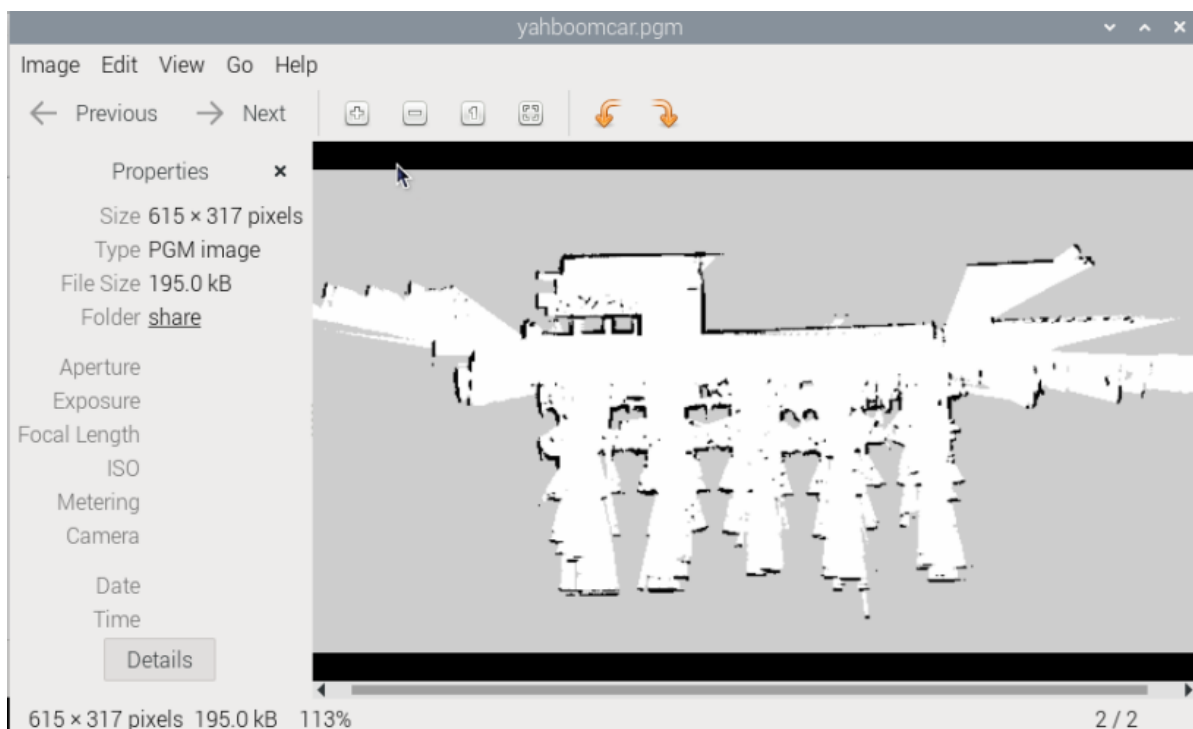 yahboomcar.pgm
Image Edit View Go Help
Previous Next
Properties
Size 615 × 317 pixels
Type PGM image
File Size 195.0 kB
Folder share
Aperture
Exposure
Focal Length
ISO
Metering
Camera
Date
Time
Details
615 × 317 pixels 195.0 kB 113% 2 / 2